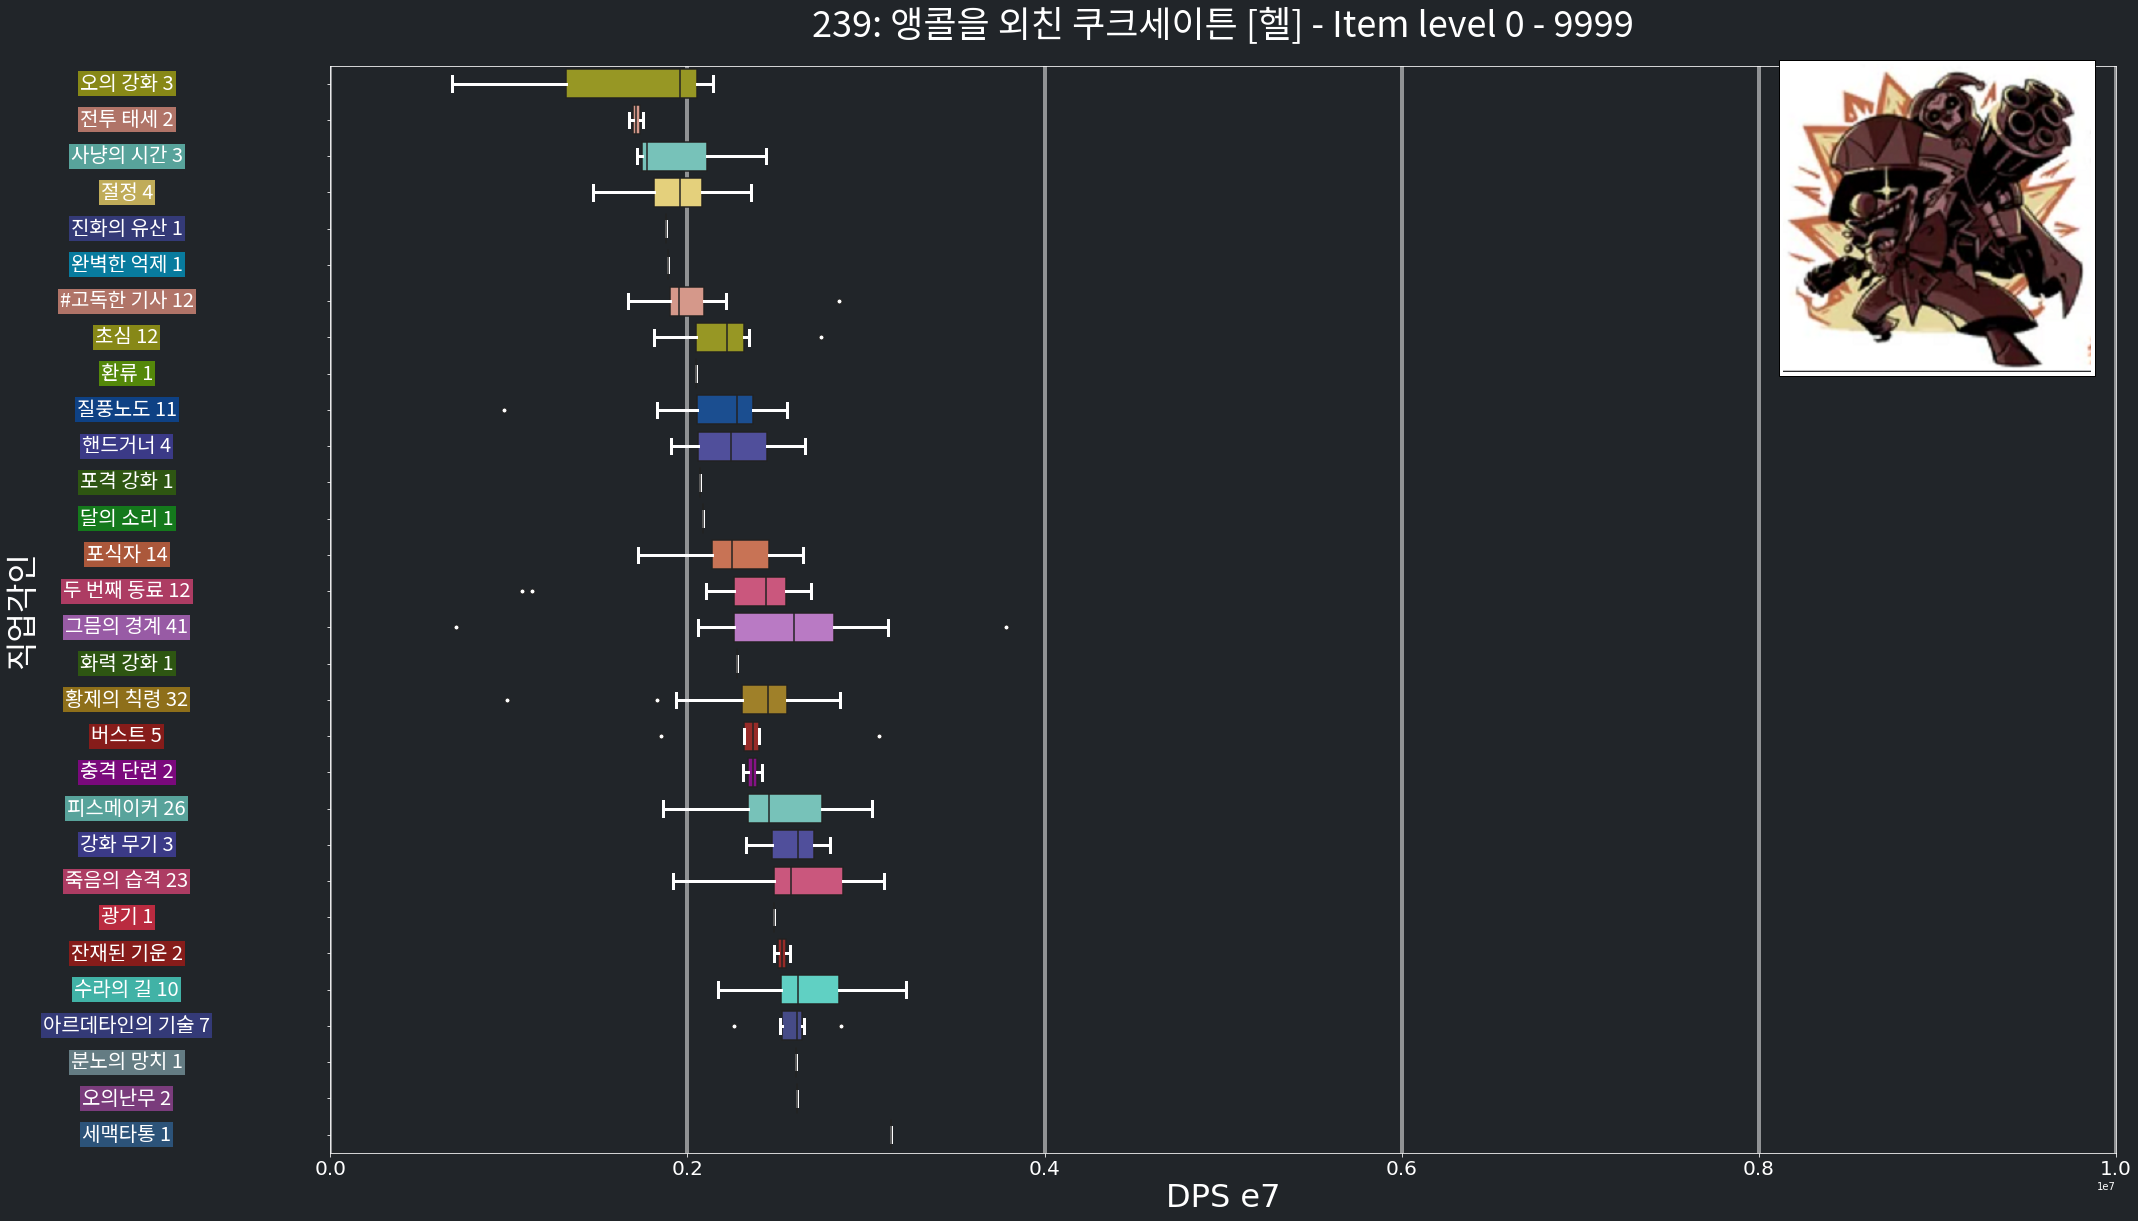 239: 앵콜을 외친 쿠크세이튼 [헬] - Item level 0 - 9999
직업각인
오의 강화 3
전투 태세 2
사냥의 시간 3
절정 4
진화의 유산 1
완벽한 억제 1
#고독한 기사 12
초심 12
환류 1
질풍노도 11
핸드거너 4
포격 강화 1
달의 소리 1
포식자 14
두 번째 동료 12
그믐의 경계 41
화력 강화 1
황제의 칙령 32
버스트 5
충격 단련 2
피스메이커 26
강화 무기 3
죽음의 습격 23
광기 1
잔재된 기운 2
수라의 길 10
아르데타인의 기술 7
분노의 망치 1
오의난무 2
세맥타통 1
0.0 0.2 0.4 0.6 0.8 1.0
1e7
DPS e7